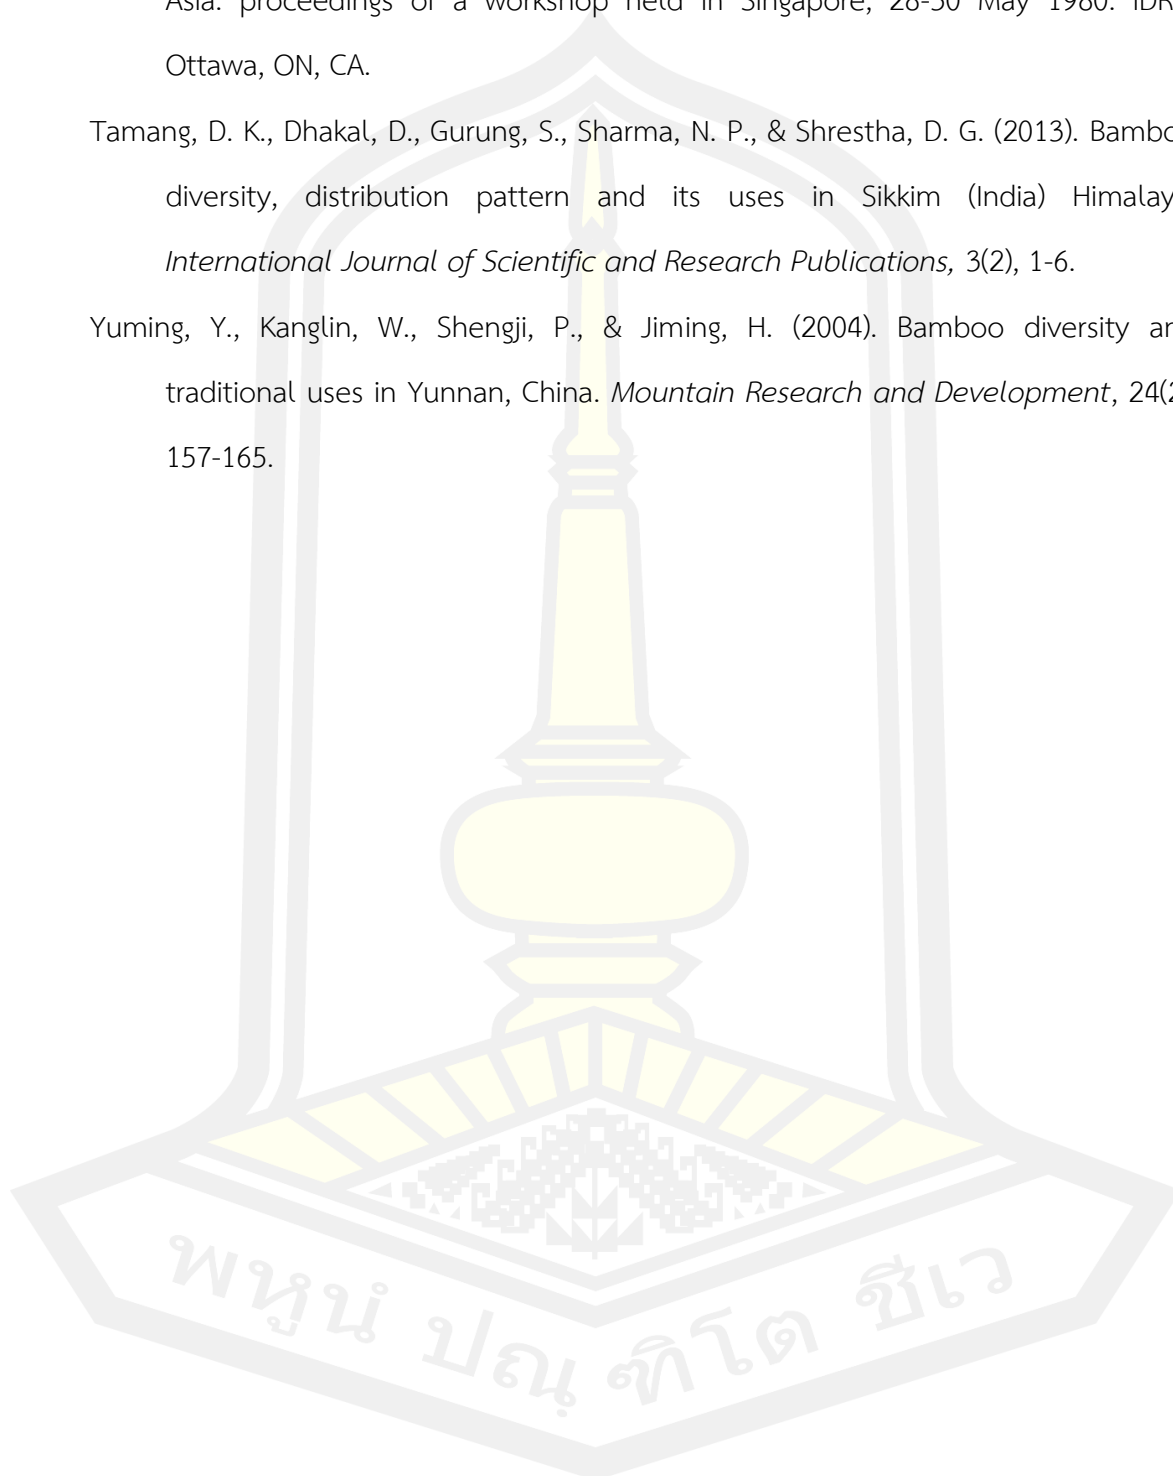 Asia: proceedings of a workshop held in Singapore, 28-30 May 1980. IDR
Ottawa, ON, CA.
Tamang, D. K., Dhakal, D., Gurung, S., Sharma, N. P., & Shrestha, D. G. (2013). Bambo
diversity, distribution pattern and its uses in Sikkim (India) Himalay
International Journal of Scientific and Research Publications, 3(2), 1-6.
Yuming, Y., Kanglin, W., Shengji, P., & Jiming, H. (2004). Bamboo diversity an
traditional uses in Yunnan, China. Mountain Research and Development, 24(2
157-165.
พหูนํ ปณฺฑิโต ชีเว